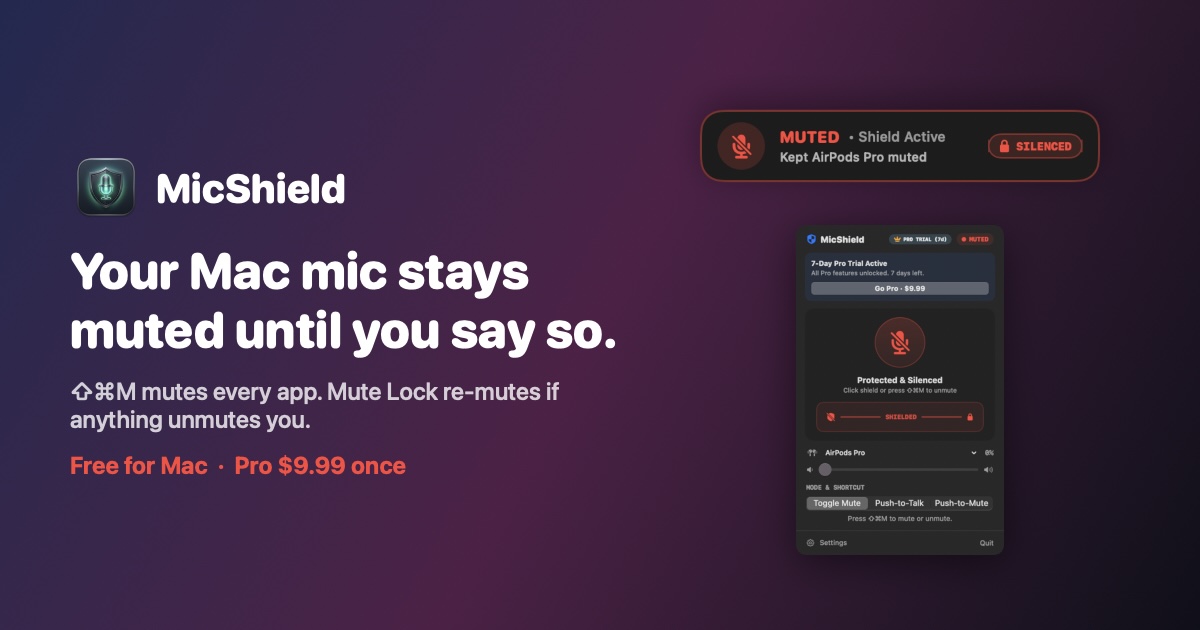 MicShield
Your Mac mic stays
muted until you say so.
⇧⌘M mutes every app. Mute Lock re-mutes if
anything unmutes you.
Free for Mac · Pro $9.99 once
MUTED • Shield Active
Kept AirPods Pro muted
SILENCED
MicShield
PRO TRIAL (7d)
MUTED
7-Day Pro Trial Active
All Pro features unlocked. 7 days left.
Go Pro · $9.99
Protected & Silenced
Click shield or press ⇧⌘M to unmute
SHIELDED
AirPods Pro
0%
MODE & SHORTCUT
Toggle Mute
Push-to-Talk
Push-to-Mute
Press ⇧⌘M to mute or unmute.
Settings
Quit